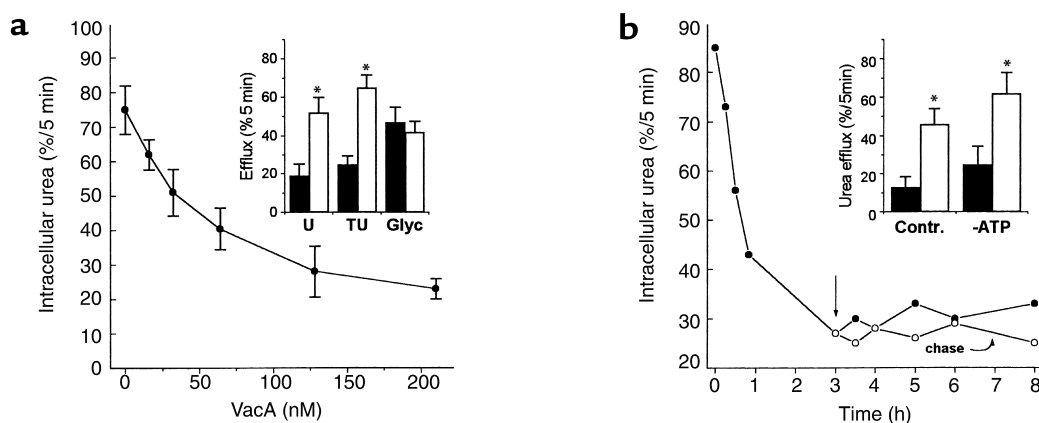 a
Intracellular urea (%/5 min)
100
90
80
70
60
50
40
30
20
10
0
0 50 100 150 200
VacA (nM)
Efflux (% 5 min)
80
60
40
20
0
* *
U TU Glyc
b
Intracellular urea (%/5 min)
90
80
70
60
50
40
30
20
0 1 2 3 4 5 6 7 8
Time (h)
chase
Urea efflux (%/5min)
80
60
40
20
0
* *
Contr. -ATP